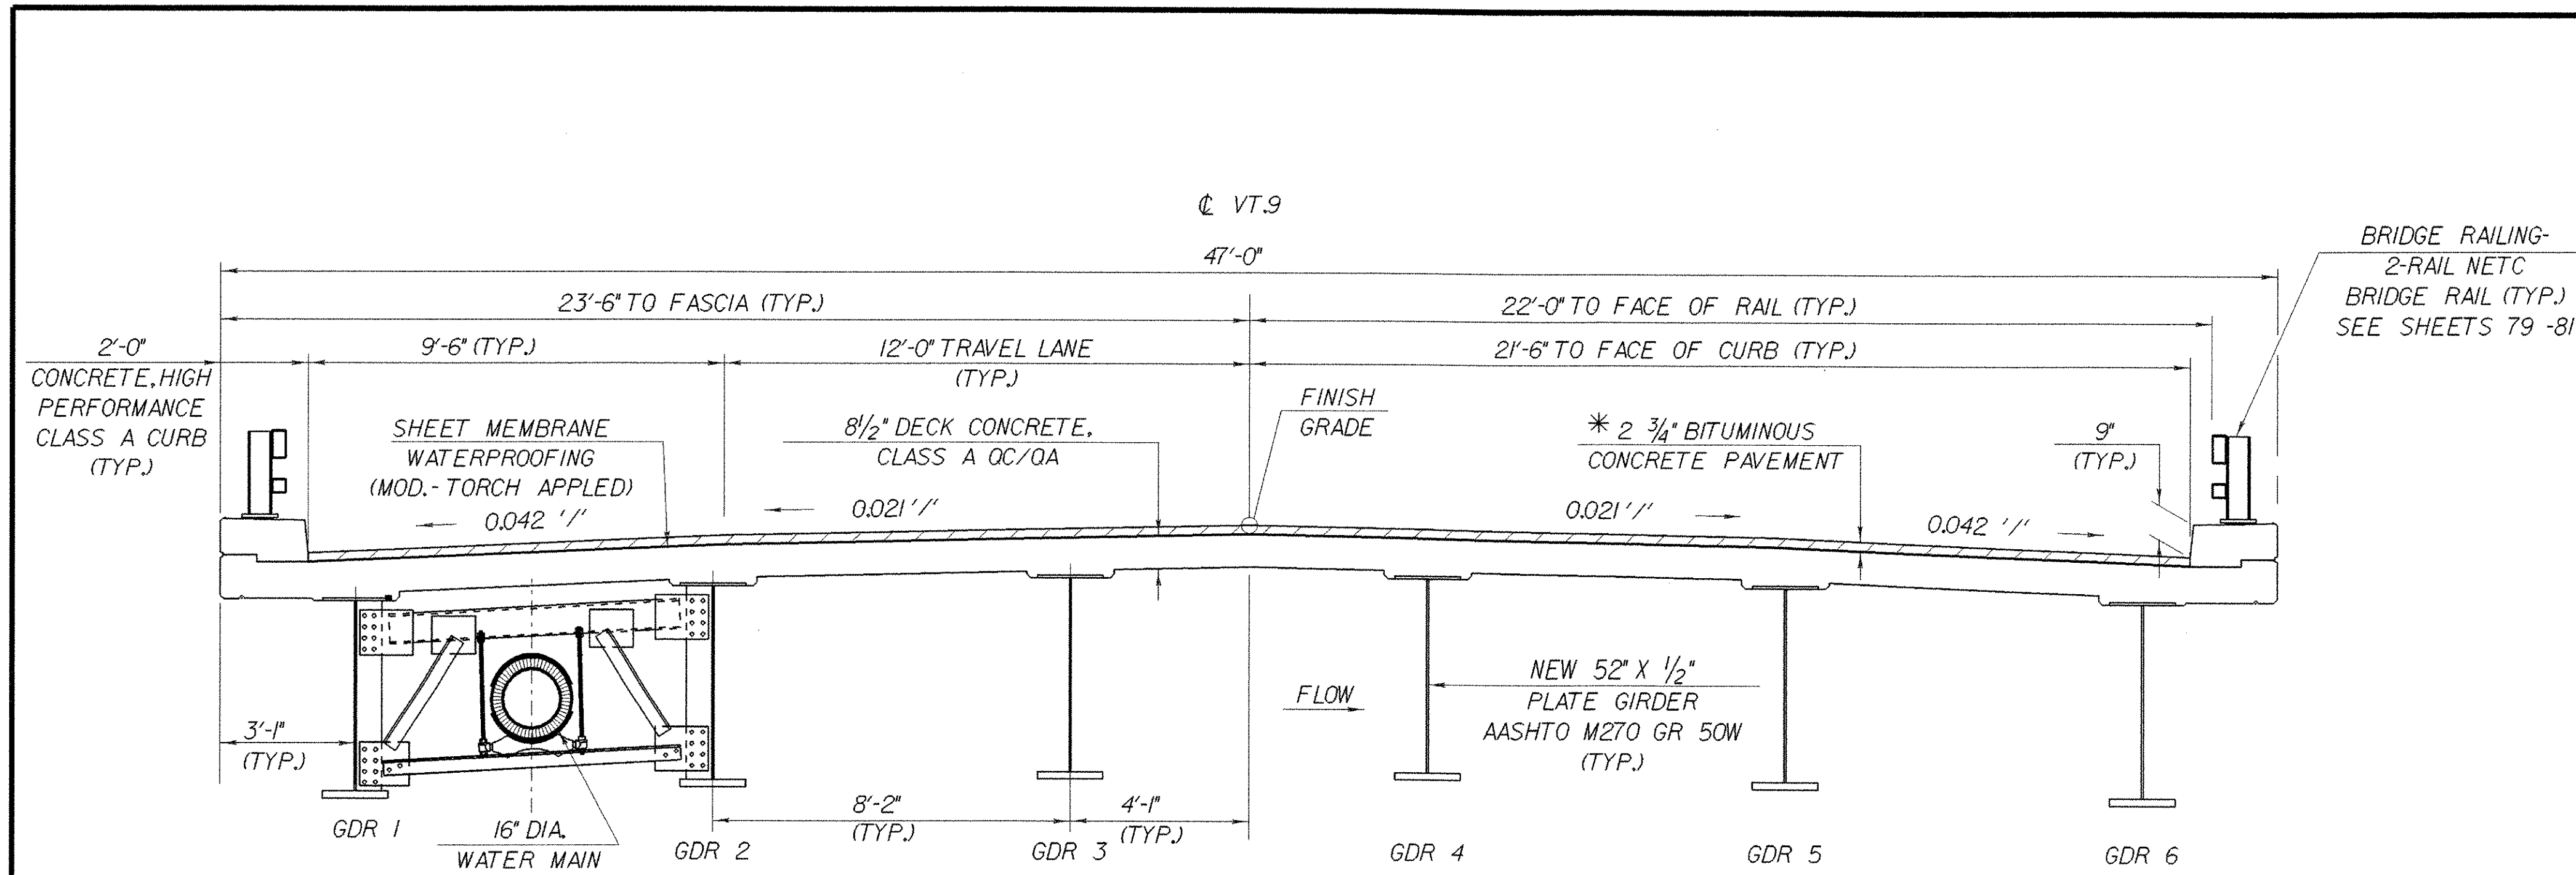 ℄ VT.9
47'-0"
BRIDGE RAILING-
2-RAIL NETC
BRIDGE RAIL (TYP.)
SEE SHEETS 79 -81
23'-6" TO FASCIA (TYP.)
22'-0" TO FACE OF RAIL (TYP.)
2'-0"
CONCRETE, HIGH
PERFORMANCE
CLASS A CURB
(TYP.)
9'-6" (TYP.)
12'-0" TRAVEL LANE
(TYP.)
21'-6" TO FACE OF CURB (TYP.)
SHEET MEMBRANE
WATERPROOFING
(MOD.- TORCH APPLED)
8 1/2" DECK CONCRETE,
CLASS A QC/QA
FINISH
GRADE
* 2 3/4" BITUMINOUS
CONCRETE PAVEMENT
9"
(TYP.)
0.042 '/'
0.021 '/'
0.021 '/'
0.042 '/'
3'-1"
(TYP.)
FLOW
NEW 52" X 1/2"
PLATE GIRDER
AASHTO M270 GR 50W
(TYP.)
8'-2"
(TYP.)
4'-1"
(TYP.)
16" DIA.
WATER MAIN
GDR 1
GDR 2
GDR 3
GDR 4
GDR 5
GDR 6